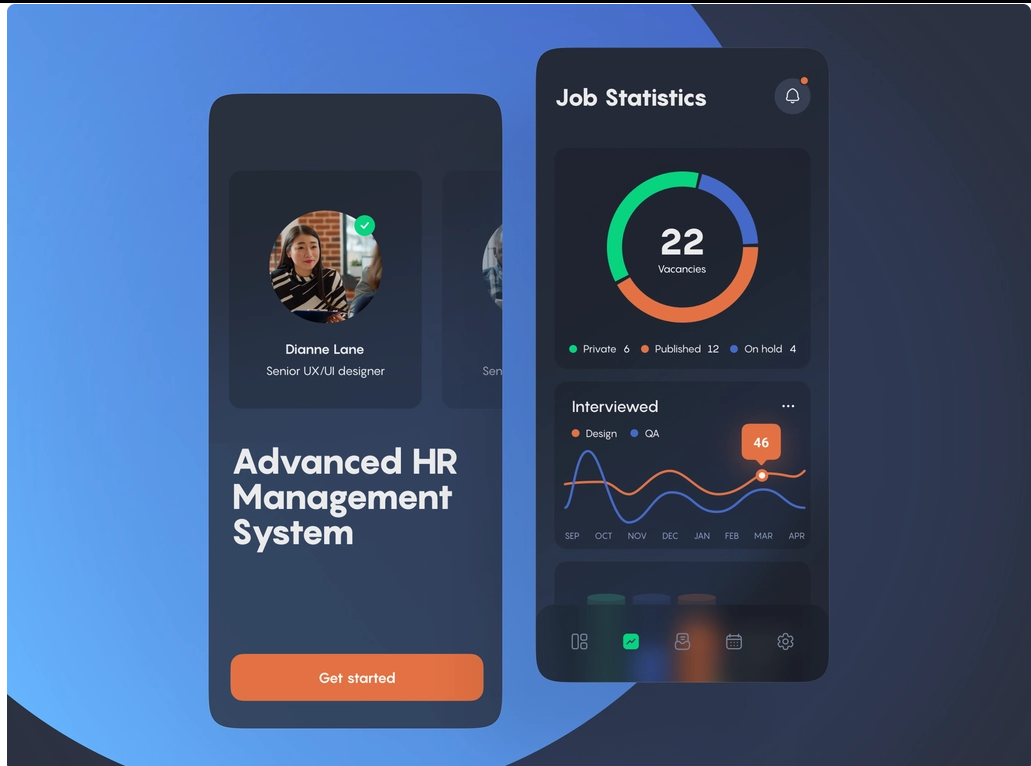 Dianne Lane
Senior UX/UI designer
Sen
Advanced HR
Management
System
Get started
Job Statistics
22
Vacancies
Private 6 Published 12 On hold 4
Interviewed
Design QA
46
SEP OCT NOV DEC JAN FEB MAR APR